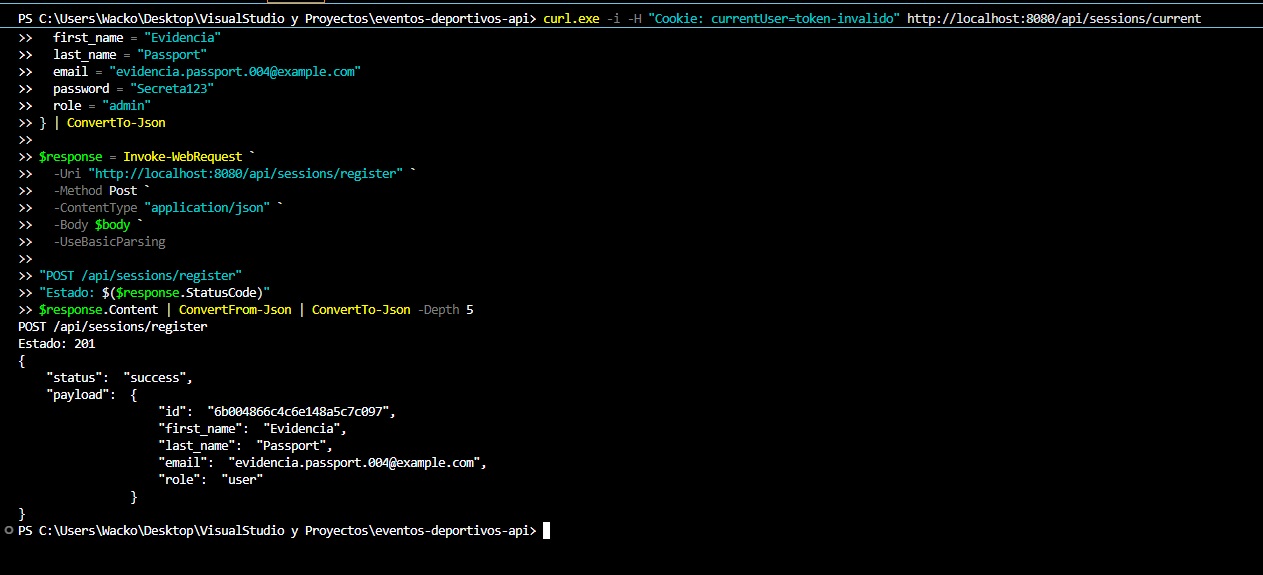 PS C:\Users\Wacko\Desktop\VisualStudio y Proyectos\eventos-deportivos-api> curl.exe -i -H "Cookie: currentUser=token-invalido" http://localhost:8080/api/sessions/current
>>   first_name = "Evidencia"
>>   last_name = "Passport"
>>   email = "evidencia.passport.004@example.com"
>>   password = "Secreta123"
>>   role = "admin"
>> } | ConvertTo-Json
>>
>> $response = Invoke-WebRequest `
>>   -Uri "http://localhost:8080/api/sessions/register" `
>>   -Method Post `
>>   -ContentType "application/json" `
>>   -Body $body `
>>   -UseBasicParsing
>>
>> "POST /api/sessions/register"
>> "Estado: $($response.StatusCode)"
>> $response.Content | ConvertFrom-Json | ConvertTo-Json -Depth 5
POST /api/sessions/register
Estado: 201
{
    "status":  "success",
    "payload":  {
                    "id":  "6b004866c4c6e148a5c7c097",
                    "first_name":  "Evidencia",
                    "last_name":  "Passport",
                    "email":  "evidencia.passport.004@example.com",
                    "role":  "user"
                }
}
PS C:\Users\Wacko\Desktop\VisualStudio y Proyectos\eventos-deportivos-api>